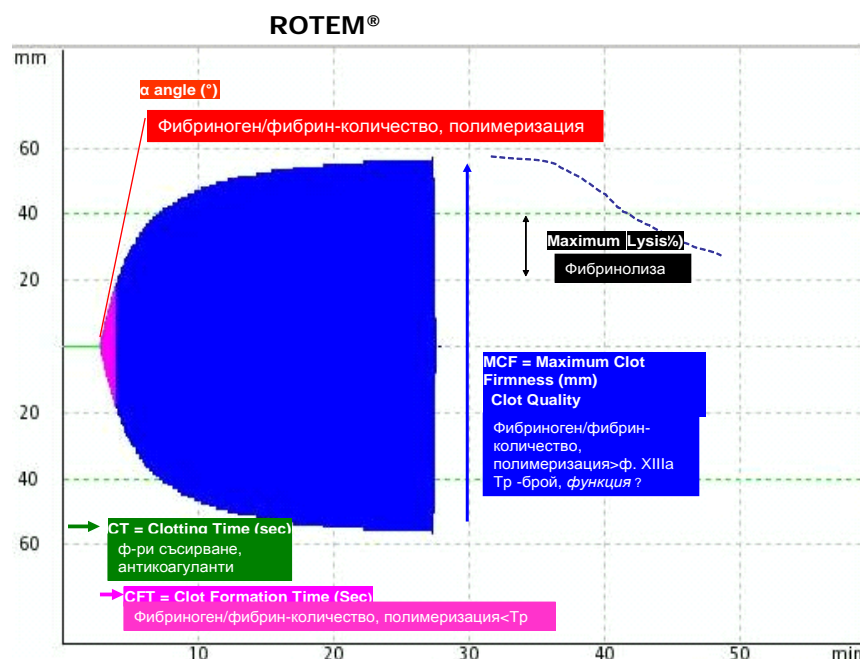 ROTEM®
mm
α angle (°)
Фибриноген/фибрин-количество, полимеризация
60
40
20
20
40
60
Maximum Lysis%)
Фибринолиза
MCF = Maximum Clot
Firmness (mm)
Clot Quality
Фибриноген/фибрин-
количество,
полимеризация>ф. XIIIа
Тр -брой, функция ?
CT = Clotting Time (sec)
ф-ри съсирване,
антикоагуланти
CFT = Clot Formation Time (Sec)
Фибриноген/фибрин-количество, полимеризация<Тр
10
20
30
40
50
min